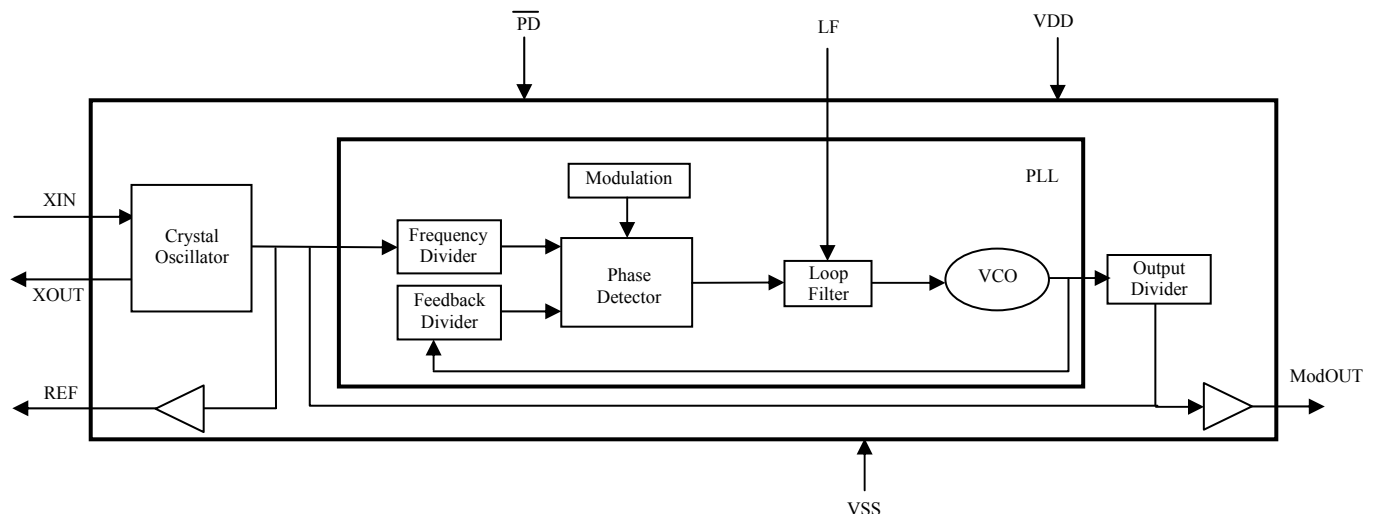 P̅D̅
LF
VDD
PLL
Modulation
XIN
Crystal
Oscillator
Frequency
Divider
Phase
Detector
Loop
Filter
VCO
Output
Divider
XOUT
Feedback
Divider
REF
ModOUT
VSS